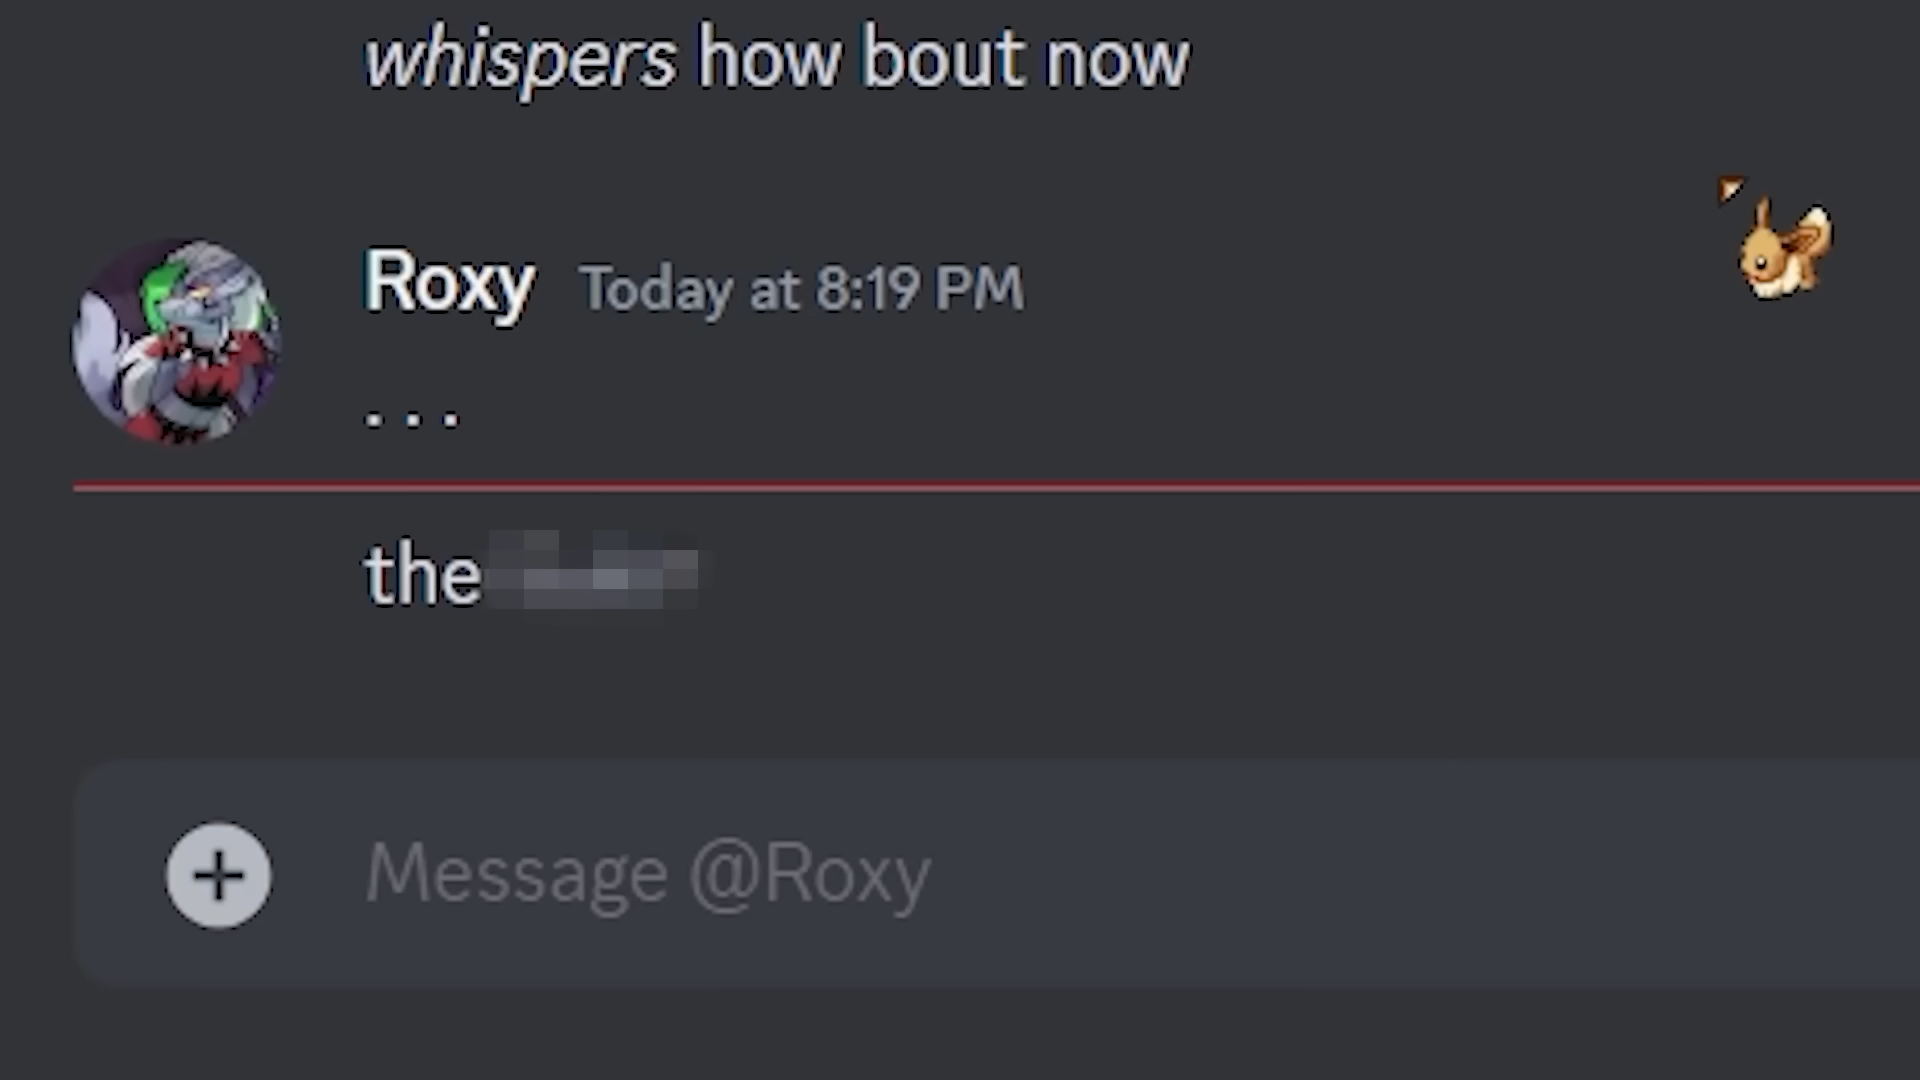 whispers how bout now
Roxy Today at 8:19 PM
...
the
Message @Roxy